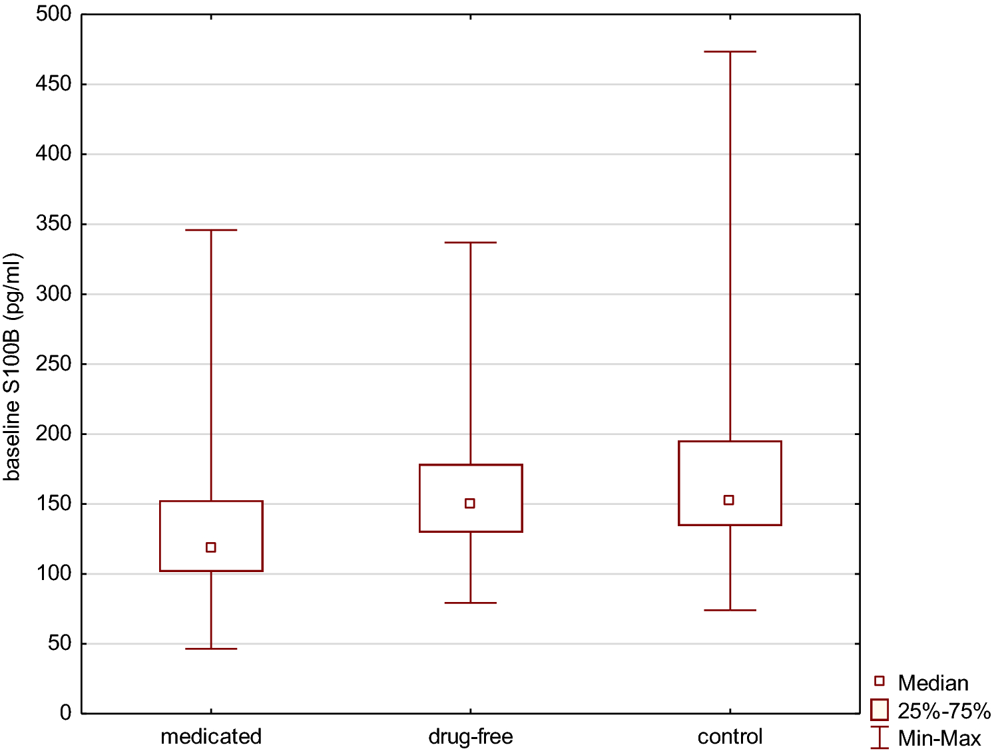 500
450
400
350
300
250
200
150
100
50
0
baseline S100B (pg/ml)
medicated
drug-free
control
Median
25%-75%
Min-Max